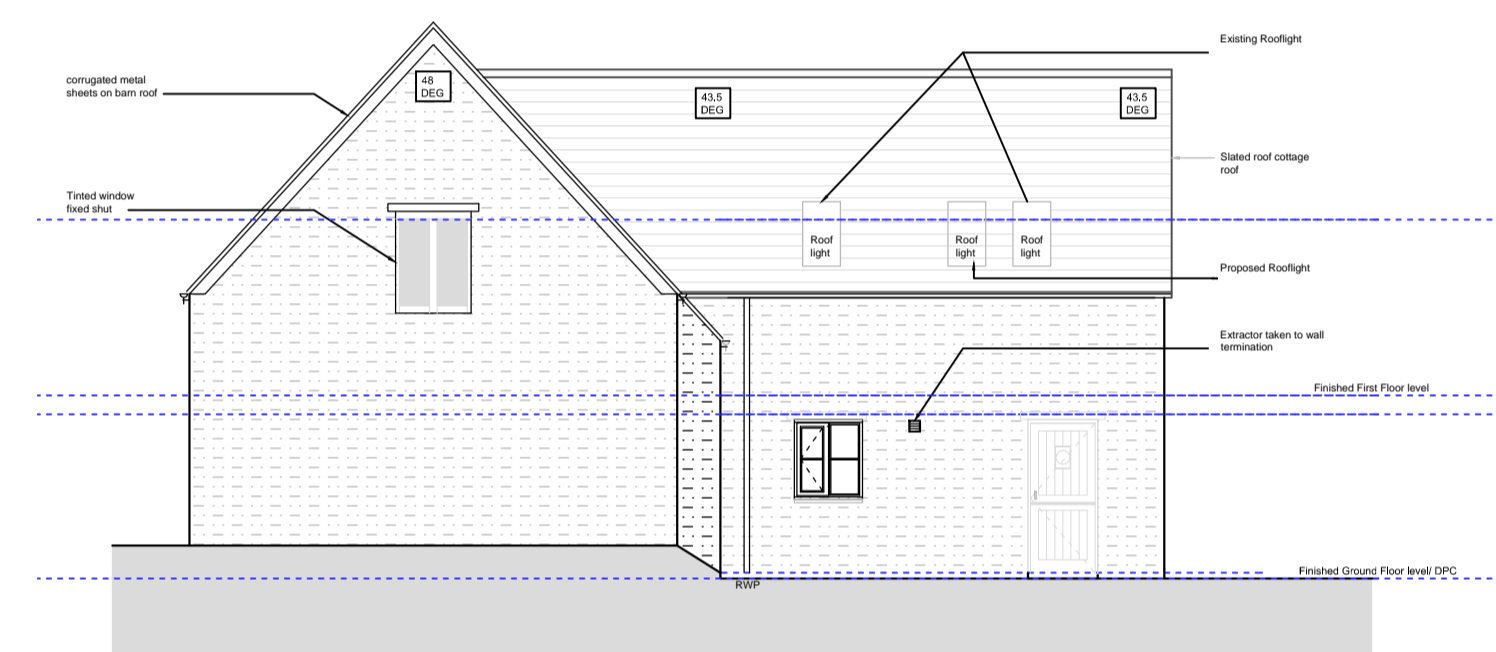 Existing Rooflight
corrugated metal
sheets on barn roof
48
DEG
43,5
DEG
43,5
DEG
Slated roof cottage
roof
Tinted window
fixed shut
Roof
light
Roof
light
Roof
light
Proposed Rooflight
Extractor taken to wall
termination
Finished First Floor level
Finished Ground Floor level/ DPC
RWP